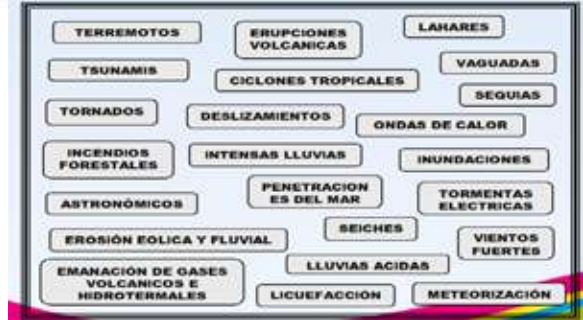 TERREMOTOS
ERUPCIONES
VOLCANICAS
LAHARES
TSUNAMIS
CICLONES TROPICALES
VAGUADAS
SEQUIAS
TORNADOS
DESLIZAMIENTOS
ONDAS DE CALOR
INCENDIOS
FORESTALES
INTENSAS LLUVIAS
INUNDACIONES
ASTRONÓMICOS
PENETRACION
ES DEL MAR
TORMENTAS
ELECTRICAS
EROSIÓN EOLICA Y FLUVIAL
SEICHES
VIENTOS
FUERTES
EMANACIÓN DE GASES
VOLCANICOS E
HIDROTERMALES
LLUVIAS ACIDAS
LICUEFACCIÓN
METEORIZACIÓN